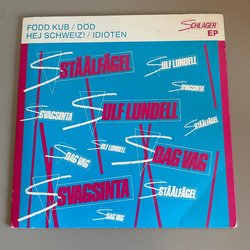 FÖDD KUB / DÖD
HEJ SCHWEIZ! / IDIOTEN
SCHLAGER
EP
STÅÅLFÅGEL
ULF LUNDELL
SVAGSINTA
ULF LUNDELL
STÅÅLFÅGEL
SVAGSINTA
ULF LUNDELL
DAG VAG
DAG VAG
SVAGSINTA
STÅÅLFÅGEL
DAG VAG